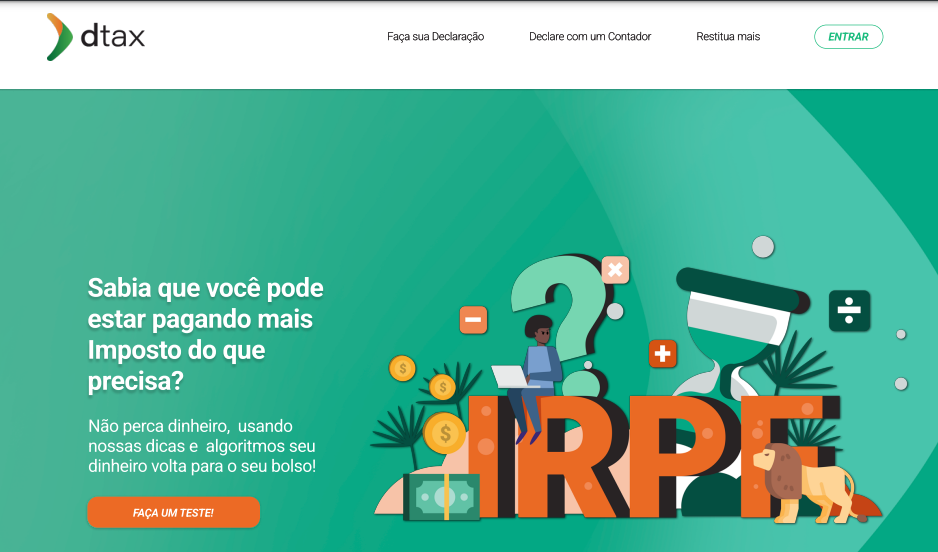 dtax
Faça sua Declaração
Declare com um Contador
Restitua mais
ENTRAR
Sabia que você pode
estar pagando mais
Imposto do que
precisa?
Não perca dinheiro, usando
nossas dicas e algoritmos seu
dinheiro volta para o seu bolso!
FAÇA UM TESTE!
?
×
−
÷
+
$
$
$
IRPF